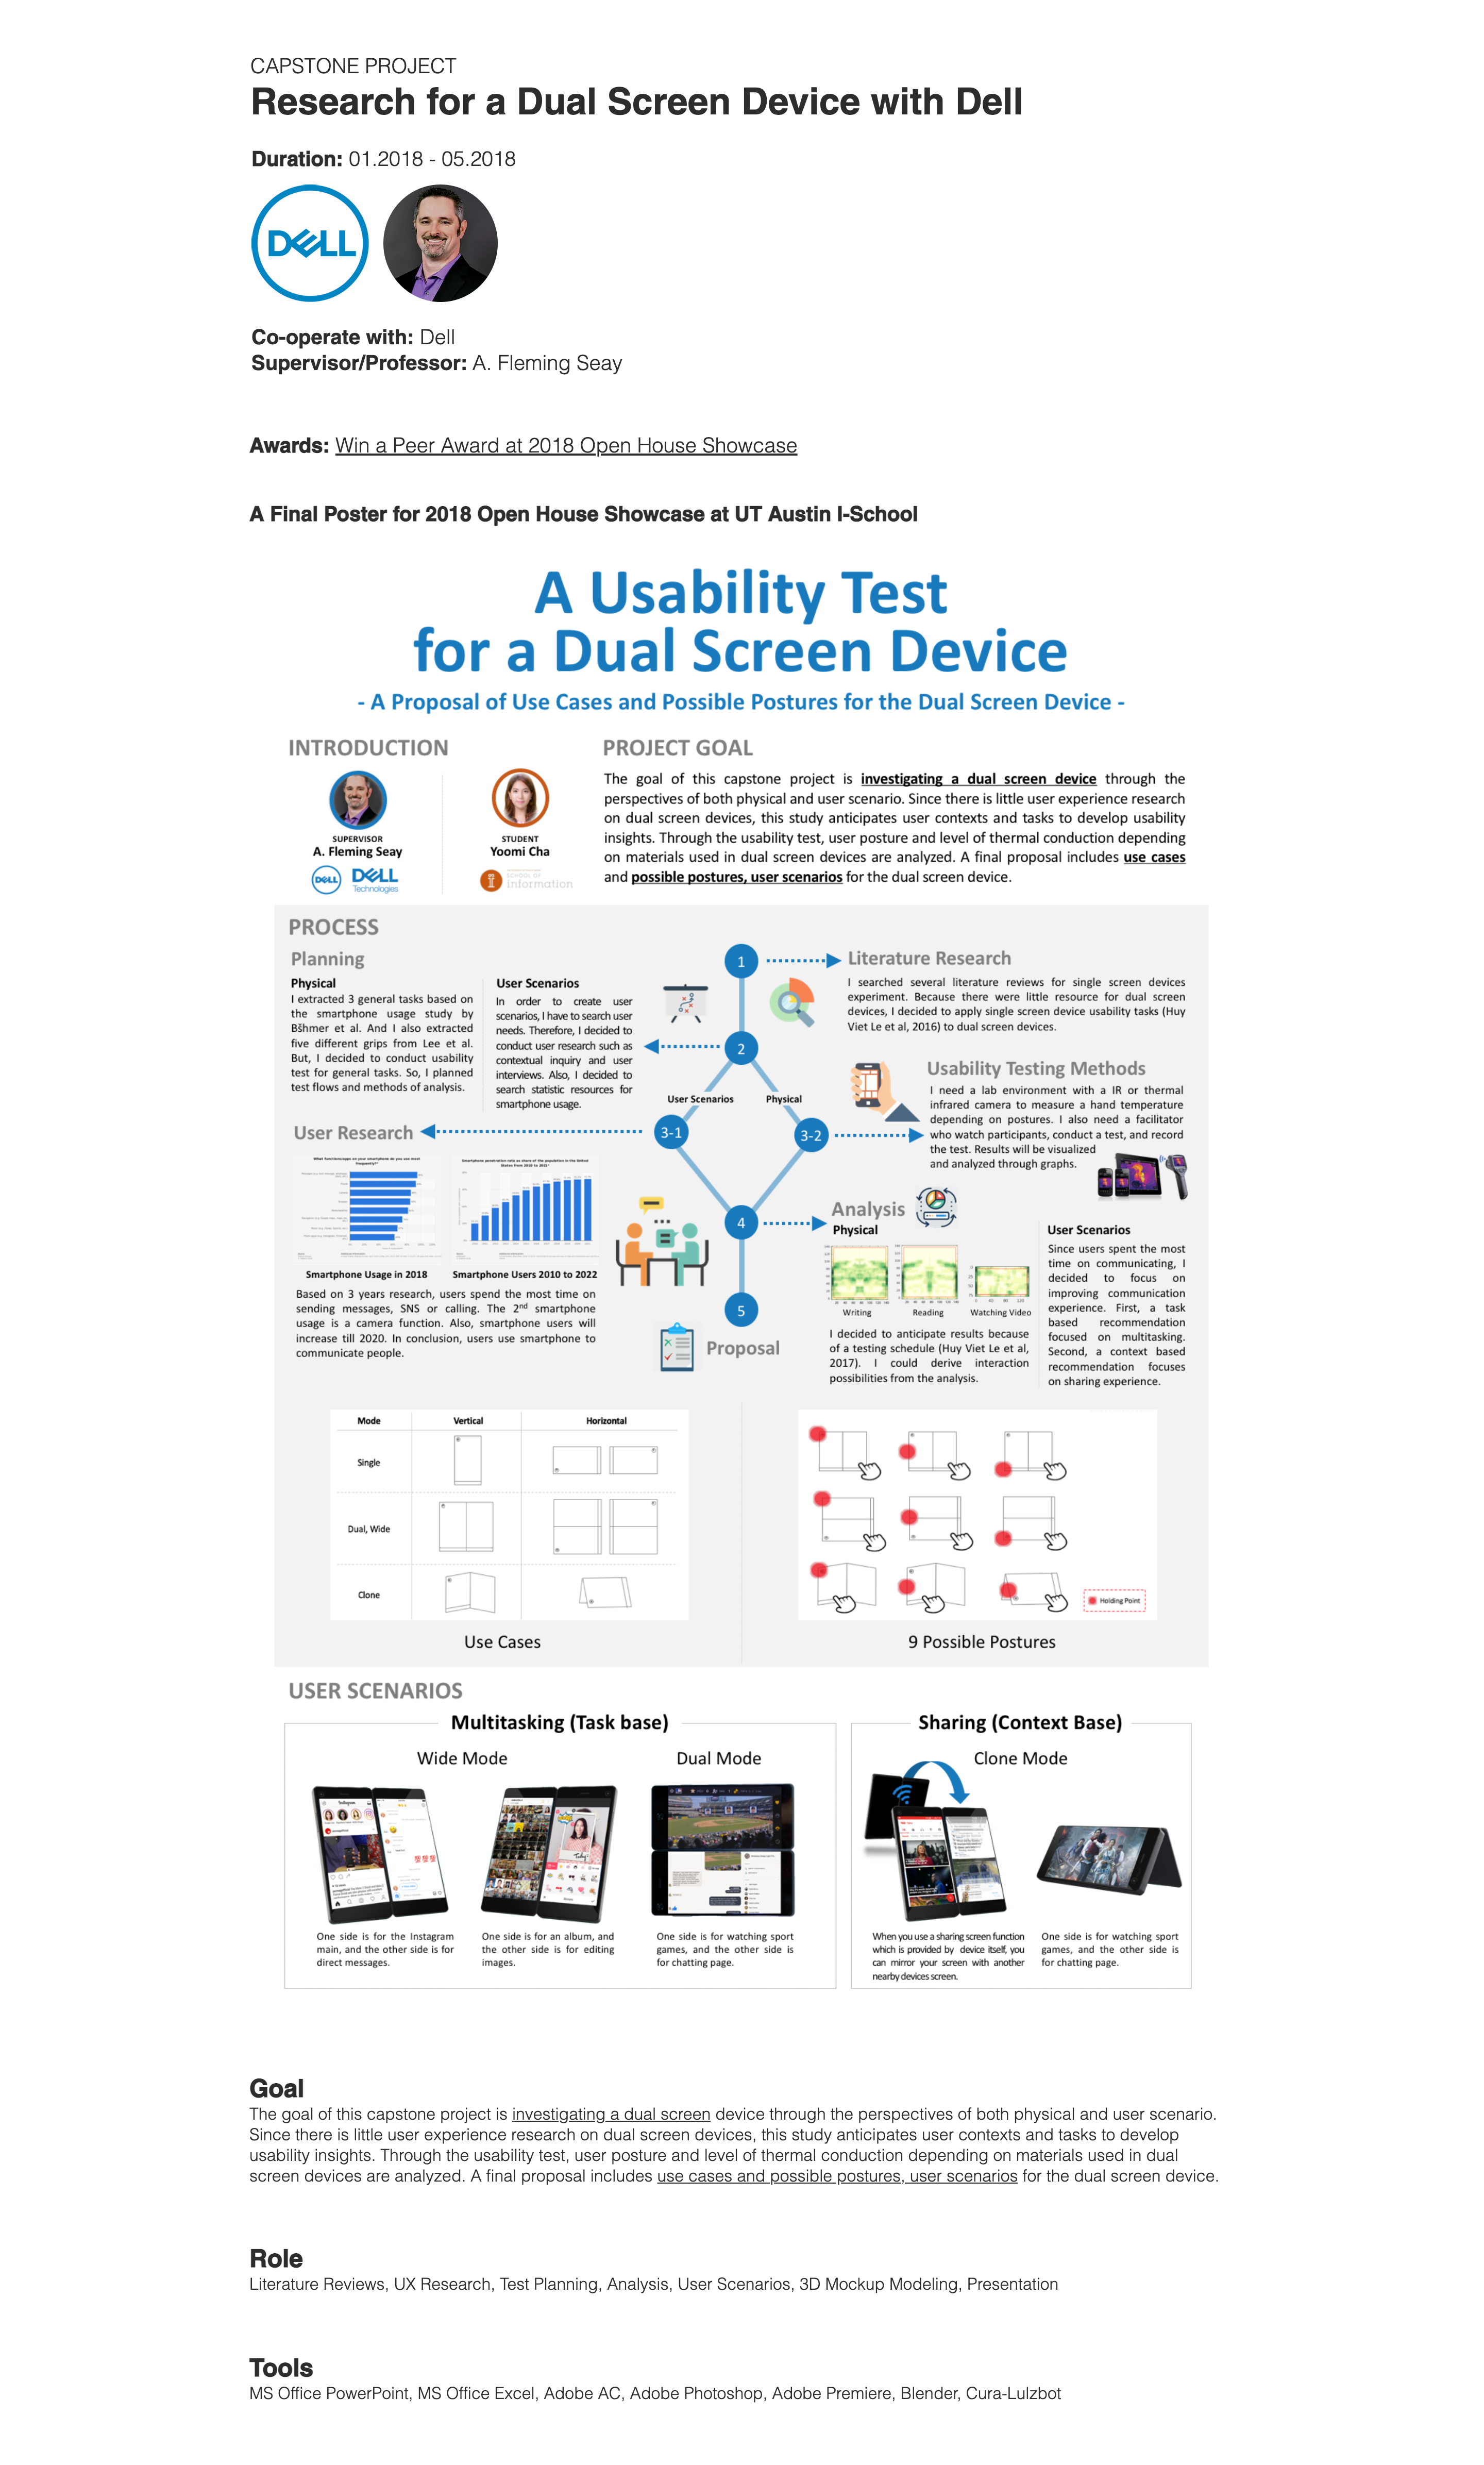 CAPSTONE PROJECT
Research for a Dual Screen Device with Dell
Duration: 01.2018 - 05.2018
DELL
Co-operate with: Dell
Supervisor/Professor: A. Fleming Seay
Awards: Win a Peer Award at 2018 Open House Showcase
A Final Poster for 2018 Open House Showcase at UT Austin I-School
A Usability Test
for a Dual Screen Device
- A Proposal of Use Cases and Possible Postures for the Dual Screen Device -
INTRODUCTION
SUPERVISOR
A. Fleming Seay
DELL
DELL
Technologies
STUDENT
Yoomi Cha
SCHOOL OF
information
PROJECT GOAL
The goal of this capstone project is investigating a dual screen device through the
perspectives of both physical and user scenario. Since there is little user experience research
on dual screen devices, this study anticipates user contexts and tasks to develop usability
insights. Through the usability test, user posture and level of thermal conduction depending
on materials used in dual screen devices are analyzed. A final proposal includes use cases
and possible postures, user scenarios for the dual screen device.
PROCESS
Planning
Physical
I extracted 3 general tasks based on
the smartphone usage study by
Bšhmer et al. And I also extracted
five different grips from Lee et al.
But, I decided to conduct usability
test for general tasks. So, I planned
test flows and methods of analysis.
User Scenarios
In order to create user
scenarios, I have to search user
needs. Therefore, I decided to
conduct user research such as
contextual inquiry and user
interviews. Also, I decided to
search statistic resources for
smartphone usage.
1
Literature Research
I searched several literature reviews for single screen devices
experiment. Because there were little resource for dual screen
devices, I decided to apply single screen device usability tasks (Huy
Viet Le et al, 2016) to dual screen devices.
2
User Scenarios
Physical
3-1
3-2
Usability Testing Methods
I need a lab environment with a IR or thermal
infrared camera to measure a hand temperature
depending on postures. I also need a facilitator
who watch participants, conduct a test, and record
the test. Results will be visualized
and analyzed through graphs.
User Research
What functions/apps on your smartphone do you use most
frequently?*
Smartphone penetration rate as share of the population in the United
States from 2010 to 2022*
Smartphone Usage in 2018
Smartphone Users 2010 to 2022
Based on 3 years research, users spend the most time on
sending messages, SNS or calling. The 2nd smartphone
usage is a camera function. Also, smartphone users will
increase till 2020. In conclusion, users use smartphone to
communicate people.
4
Analysis
Physical
Writing
Reading
Watching Video
I decided to anticipate results because
of a testing schedule (Huy Viet Le et al,
2017). I could derive interaction
possibilities from the analysis.
User Scenarios
Since users spent the most
time on communicating, I
decided to focus on
improving communication
experience. First, a task
based recommendation
focused on multitasking.
Second, a context based
recommendation focuses
on sharing experience.
5
Proposal
Mode
Vertical
Horizontal
Single
Dual, Wide
Clone
Use Cases
Holding Point
9 Possible Postures
USER SCENARIOS
Multitasking (Task base)
Wide Mode
Dual Mode
Instagram
One side is for the Instagram
main, and the other side is for
direct messages.
One side is for an album, and
the other side is for editing
images.
One side is for watching sport
games, and the other side is
for chatting page.
Sharing (Context Base)
Clone Mode
When you use a sharing screen function
which is provided by device itself, you
can mirror your screen with another
nearby devices screen.
One side is for watching sport
games, and the other side is
for chatting page.
Goal
The goal of this capstone project is investigating a dual screen device through the perspectives of both physical and user scenario.
Since there is little user experience research on dual screen devices, this study anticipates user contexts and tasks to develop
usability insights. Through the usability test, user posture and level of thermal conduction depending on materials used in dual
screen devices are analyzed. A final proposal includes use cases and possible postures, user scenarios for the dual screen device.
Role
Literature Reviews, UX Research, Test Planning, Analysis, User Scenarios, 3D Mockup Modeling, Presentation
Tools
MS Office PowerPoint, MS Office Excel, Adobe AC, Adobe Photoshop, Adobe Premiere, Blender, Cura-Lulzbot